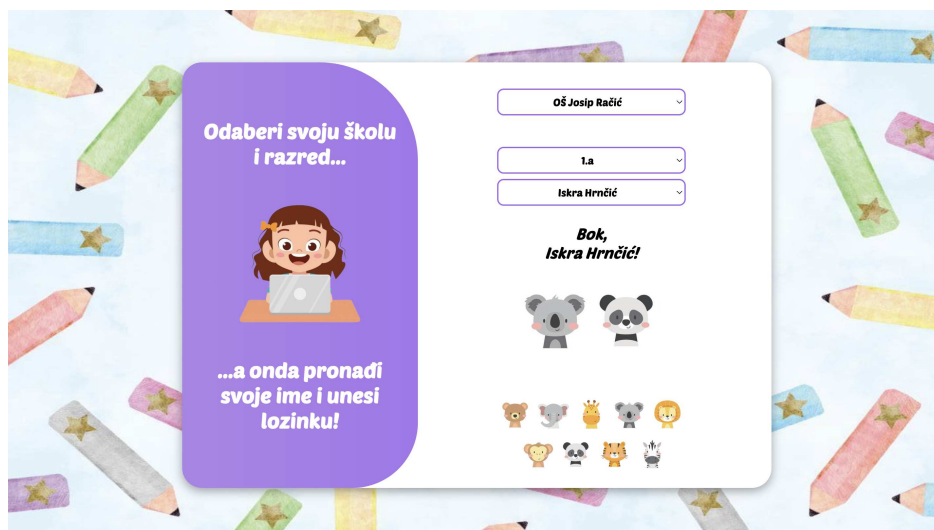 Odaberi svoju školu
i razred...
...a onda pronađi
svoje ime i unesi
lozinku!
OŠ Josip Račić
1.a
Iskra Hrnčić
Bok,
Iskra Hrnčić!